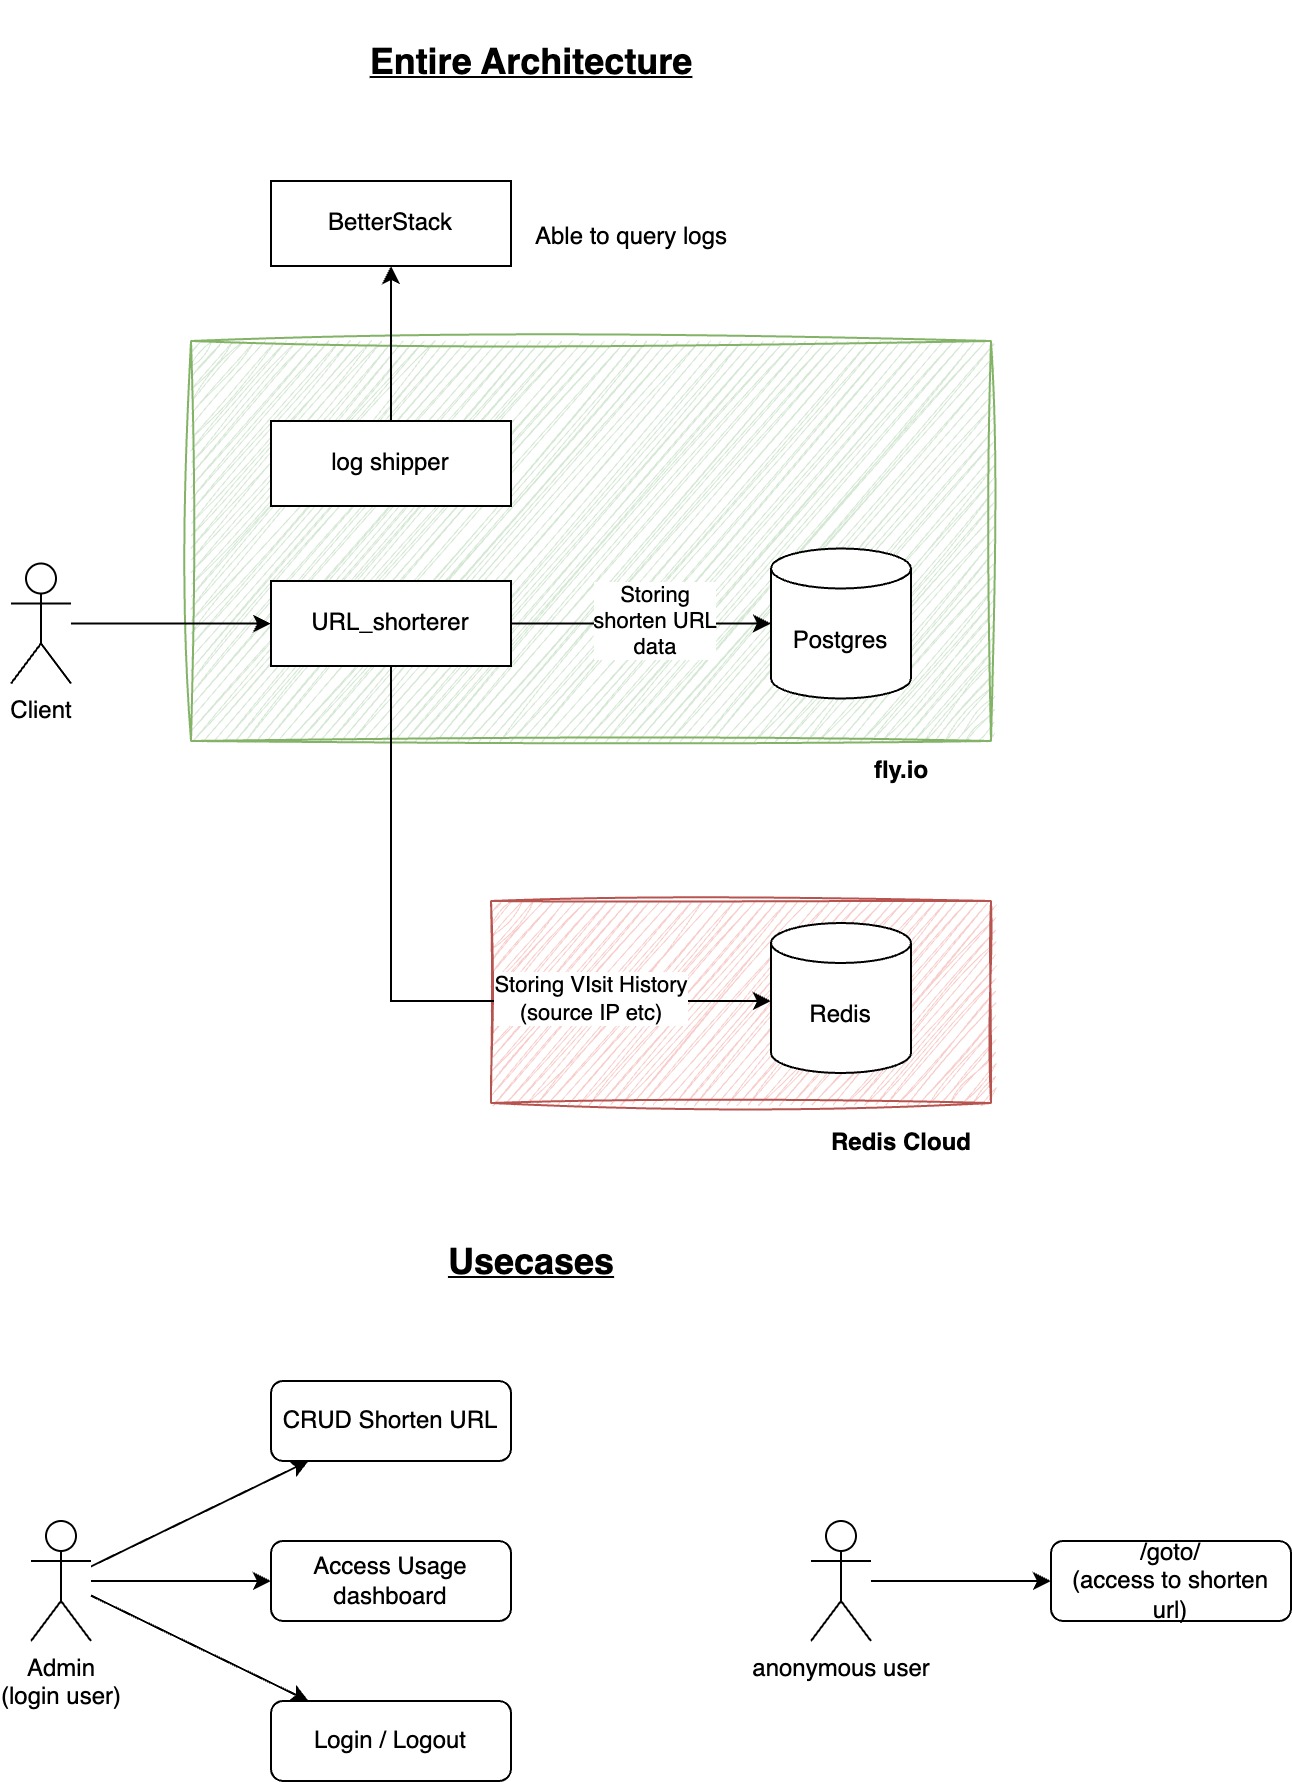 Entire Architecture
BetterStack
Able to query logs
log shipper
URL_shorterer
Storing
shorten URL
data
Postgres
Client
fly.io
Storing VIsit History
(source IP etc)
Redis
Redis Cloud
Usecases
CRUD Shorten URL
Access Usage
dashboard
Admin
(login user)
Login / Logout
/goto/
(access to shorten
url)
anonymous user